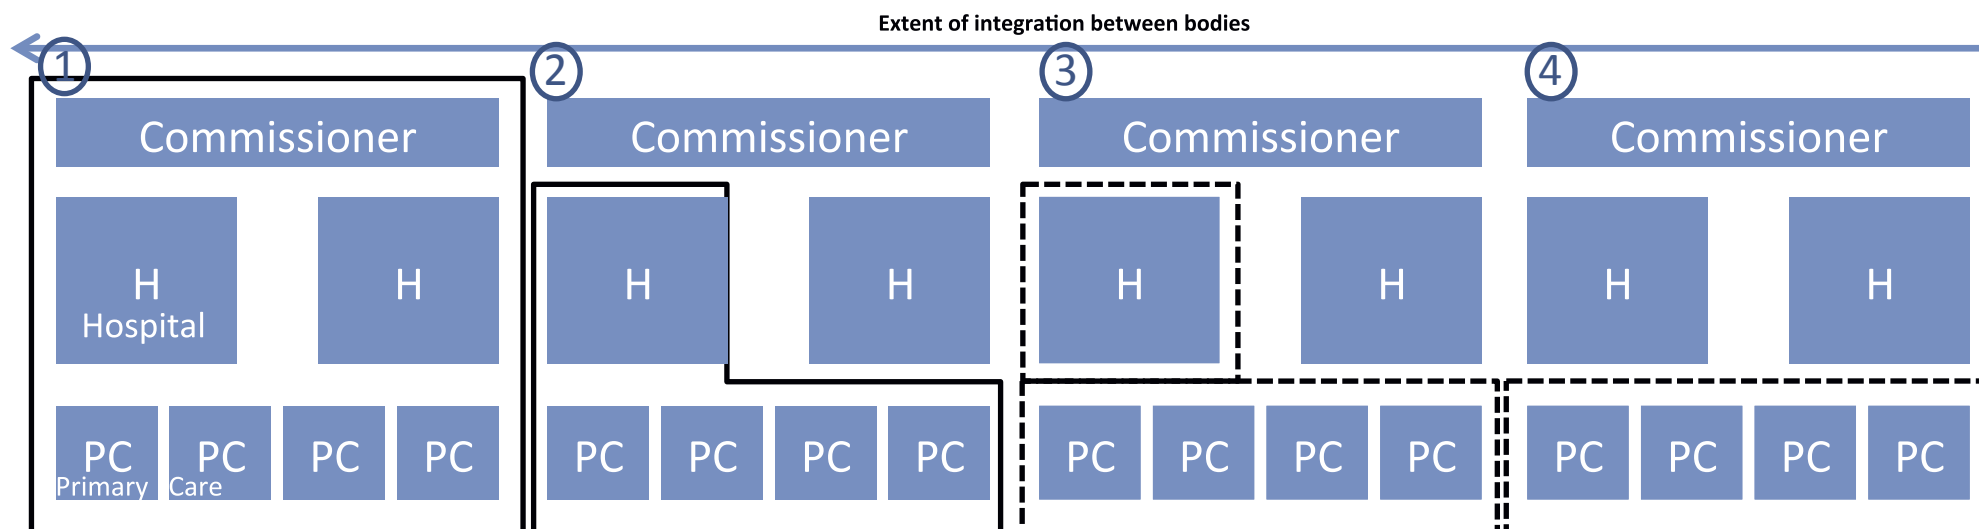 Extent of integration between bodies
1 2 3 4
Commissioner Commissioner Commissioner Commissioner
H H H H H H H H
Hospital
PC PC PC PC PC PC PC PC PC PC PC PC PC PC PC PC
Primary Care